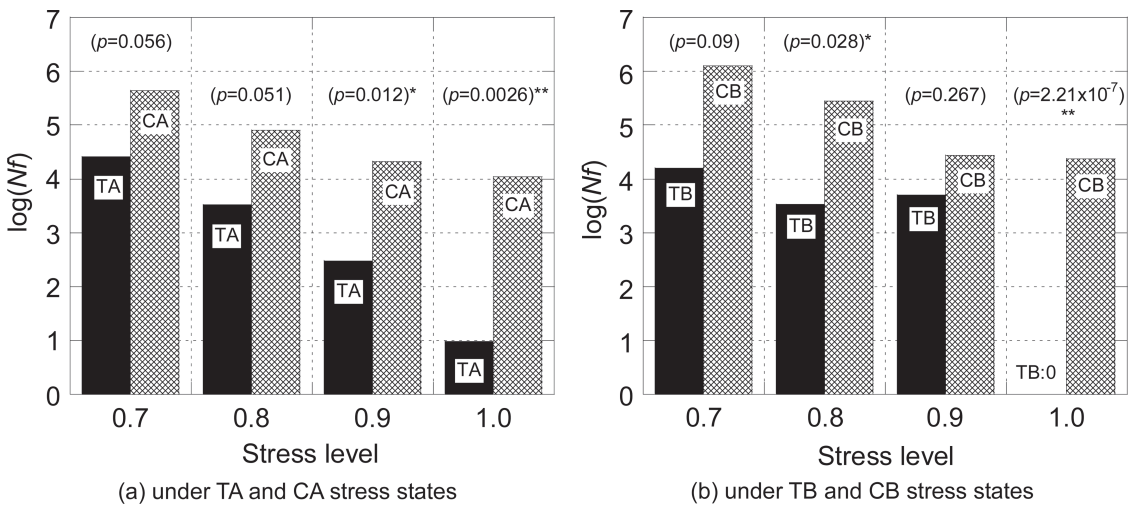 7
6
5
4
3
2
1
0
log(Nf)
(p=0.056)
(p=0.051)
(p=0.012)*
(p=0.0026)**
TA
CA
TA
CA
TA
CA
TA
CA
0.7
0.8
0.9
1.0
Stress level
(a) under TA and CA stress states
7
6
5
4
3
2
1
0
log(Nf)
(p=0.09)
(p=0.028)*
(p=0.267)
(p=2.21x10⁻⁷)
**
TB
CB
TB
CB
TB
CB
TB:0
CB
0.7
0.8
0.9
1.0
Stress level
(b) under TB and CB stress states